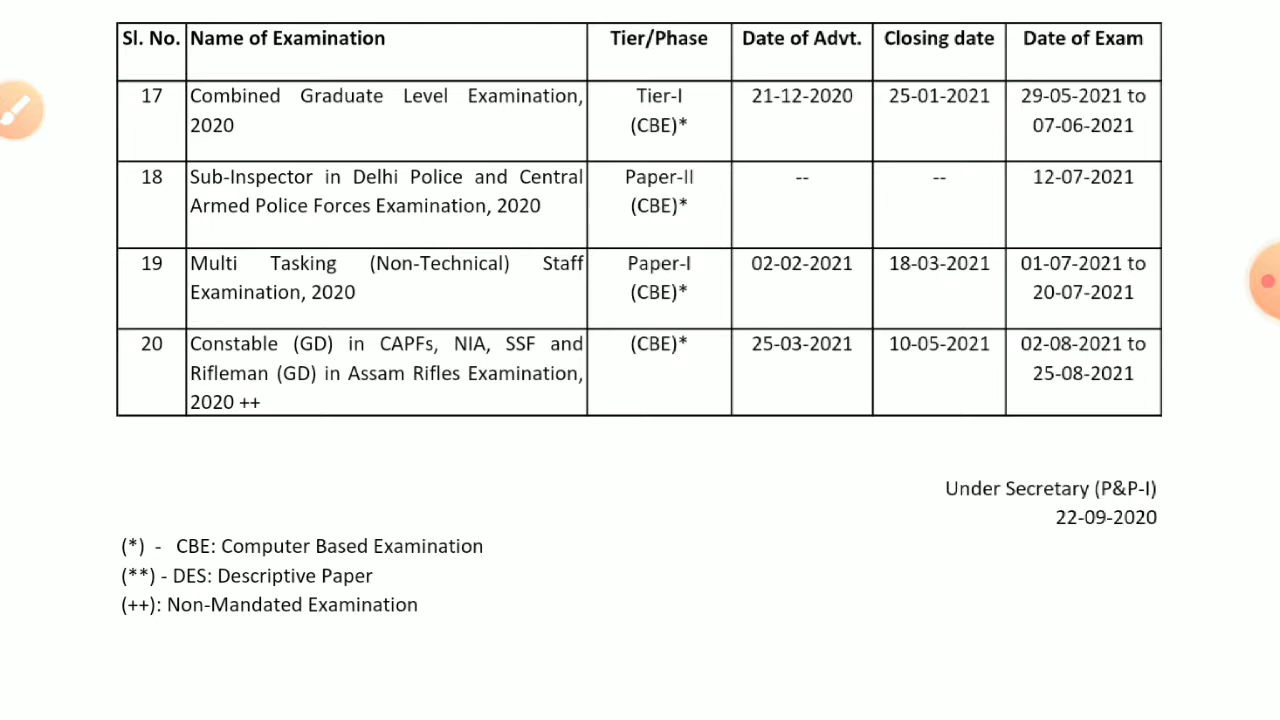 Sl. No. Name of Examination Tier/Phase Date of Advt. Closing date Date of Exam
17 Combined Graduate Level Examination, Tier-I 21-12-2020 25-01-2021 29-05-2021 to
2020 (CBE)* 07-06-2021
18 Sub-Inspector in Delhi Police and Central Paper-II -- -- 12-07-2021
Armed Police Forces Examination, 2020 (CBE)*
19 Multi Tasking (Non-Technical) Staff Paper-I 02-02-2021 18-03-2021 01-07-2021 to
Examination, 2020 (CBE)* 20-07-2021
20 Constable (GD) in CAPFs, NIA, SSF and (CBE)* 25-03-2021 10-05-2021 02-08-2021 to
Rifleman (GD) in Assam Rifles Examination, 25-08-2021
2020 ++
Under Secretary (P&P-I)
22-09-2020
(*) - CBE: Computer Based Examination
(**) - DES: Descriptive Paper
(++): Non-Mandated Examination